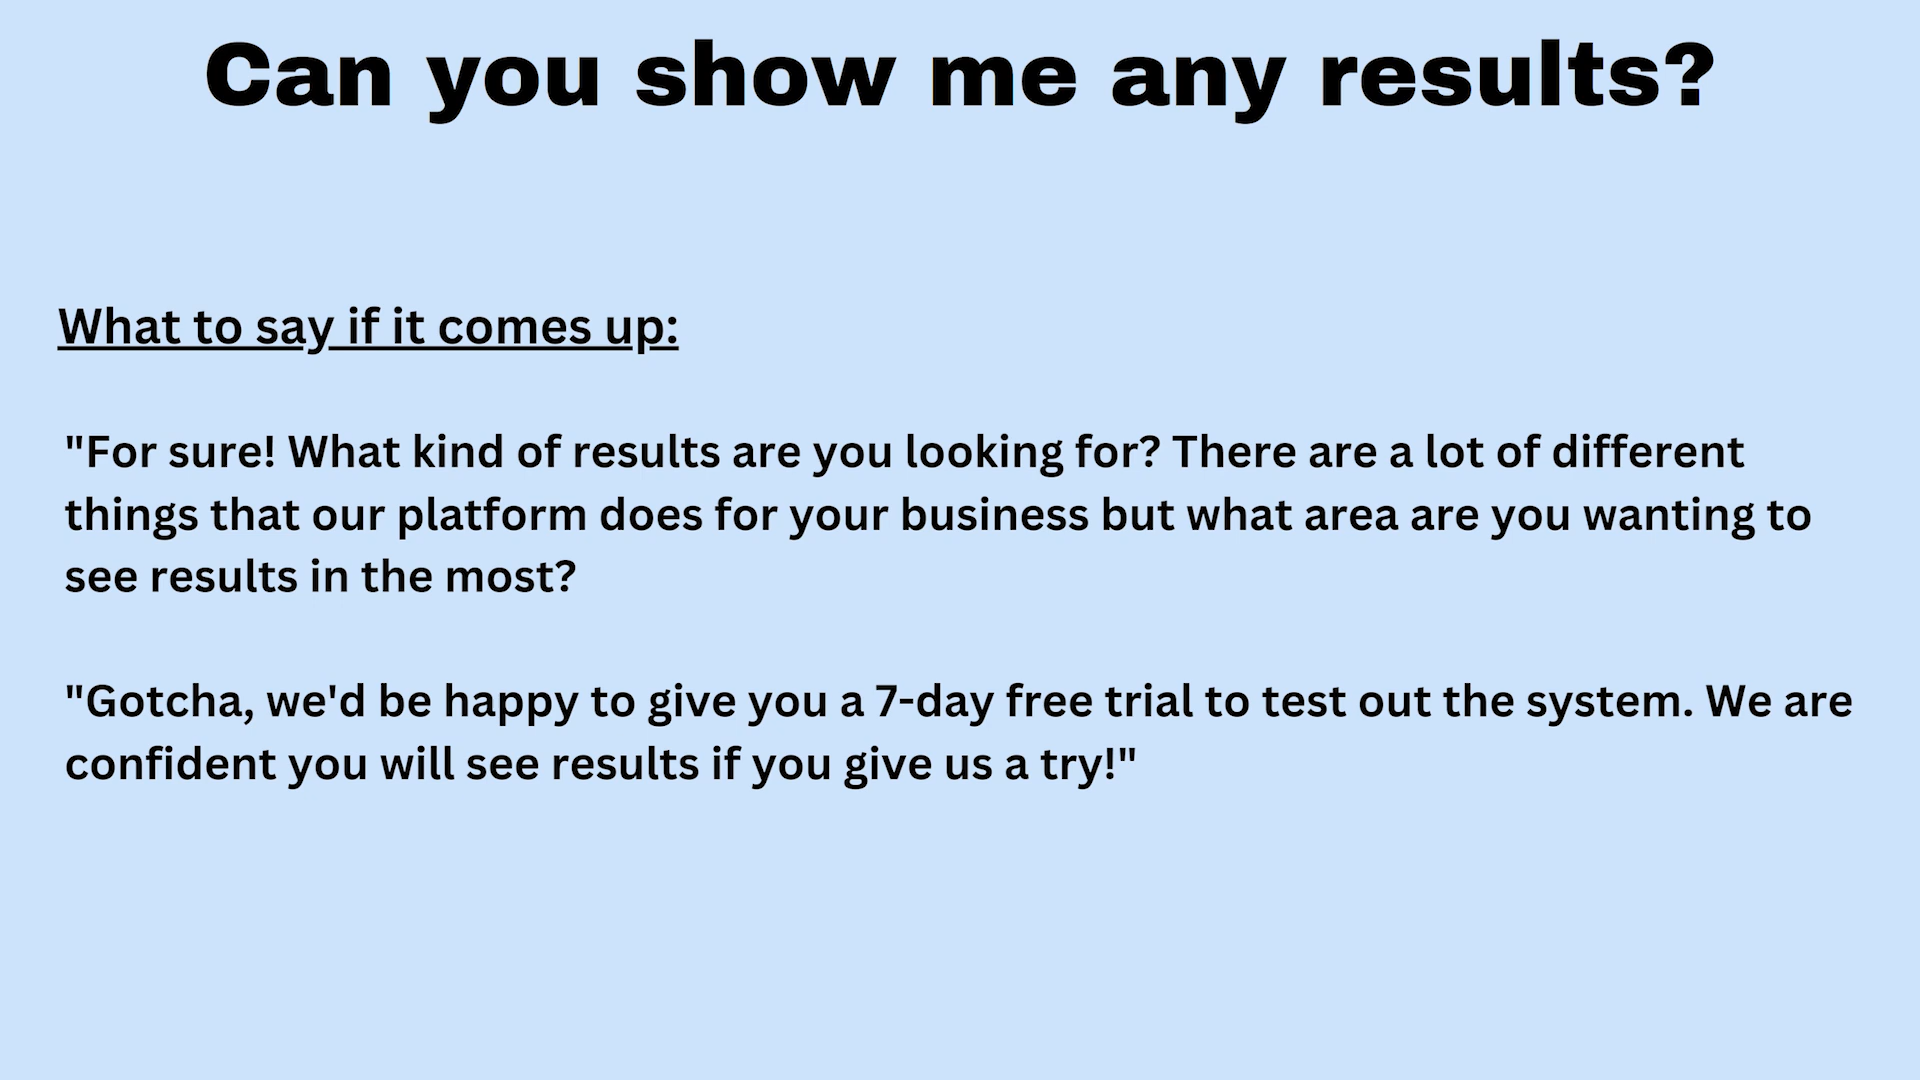 Can you show me any results?
What to say if it comes up:
"For sure! What kind of results are you looking for? There are a lot of different
things that our platform does for your business but what area are you wanting to
see results in the most?
"Gotcha, we'd be happy to give you a 7-day free trial to test out the system. We are
confident you will see results if you give us a try!"